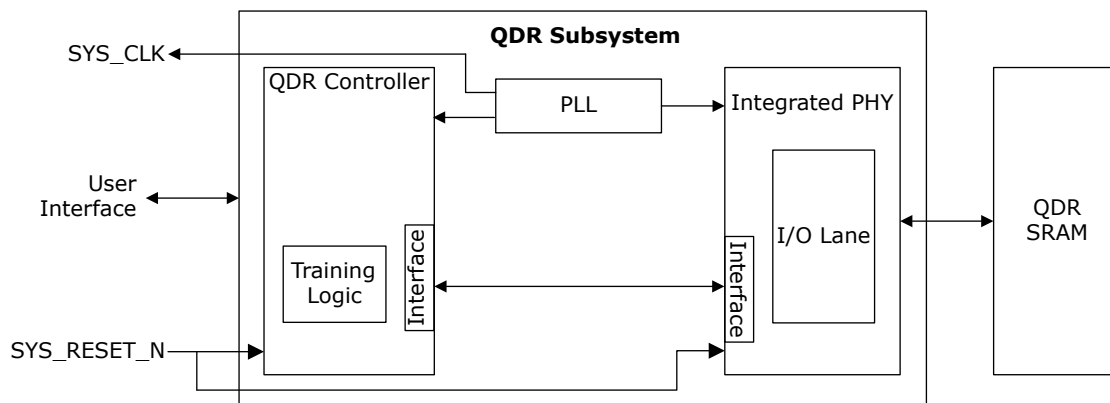 QDR Subsystem
SYS_CLK
QDR Controller
PLL
Integrated PHY
User
Interface
Training
Logic
Interface
Interface
I/O Lane
QDR
SRAM
SYS_RESET_N